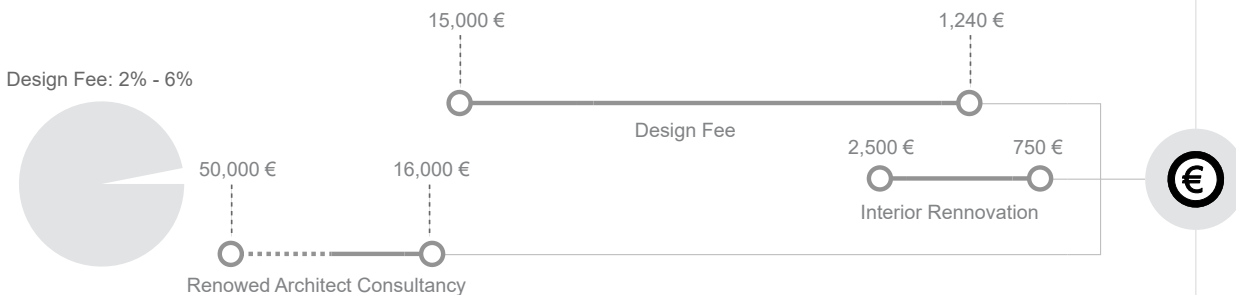 15,000 €
1,240 €
Design Fee: 2% - 6%
Design Fee
2,500 €
750 €
50,000 €
16,000 €
Interior Rennovation
Renowed Architect Consultancy
€